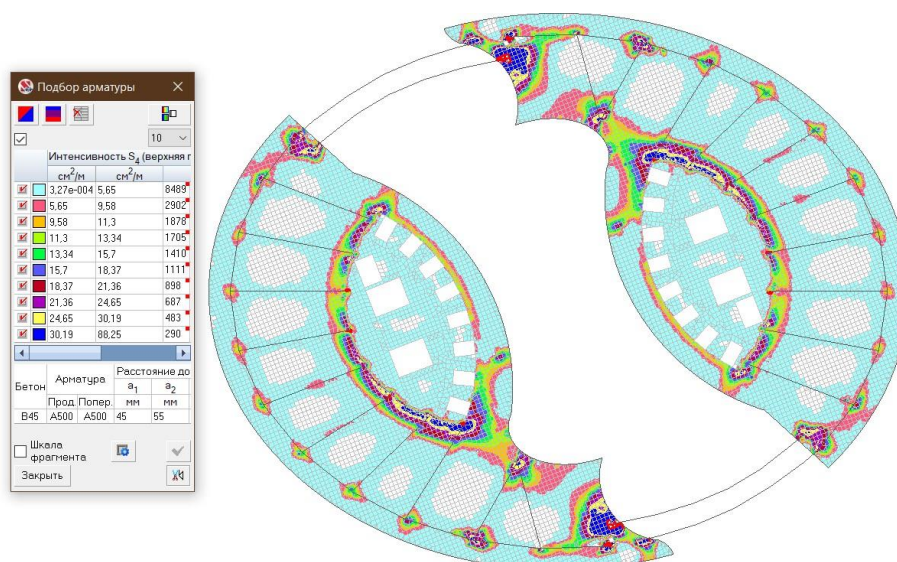 Подбор арматуры
10
Интенсивность S4 (верхняя г
см2/м см2/м
3,27e-004 5,65 8489
5,65 9,58 2902
9,58 11,3 1878
11,3 13,34 1705
13,34 15,7 1410
15,7 18,37 1111
18,37 21,36 898
21,36 24,65 687
24,65 30,19 483
30,19 88,25 290
Бетон Арматура Расстояние до
Прод. Попер. a1 a2
мм мм
B45 A500 A500 45 55
Шкала
фрагмента
Закрыть